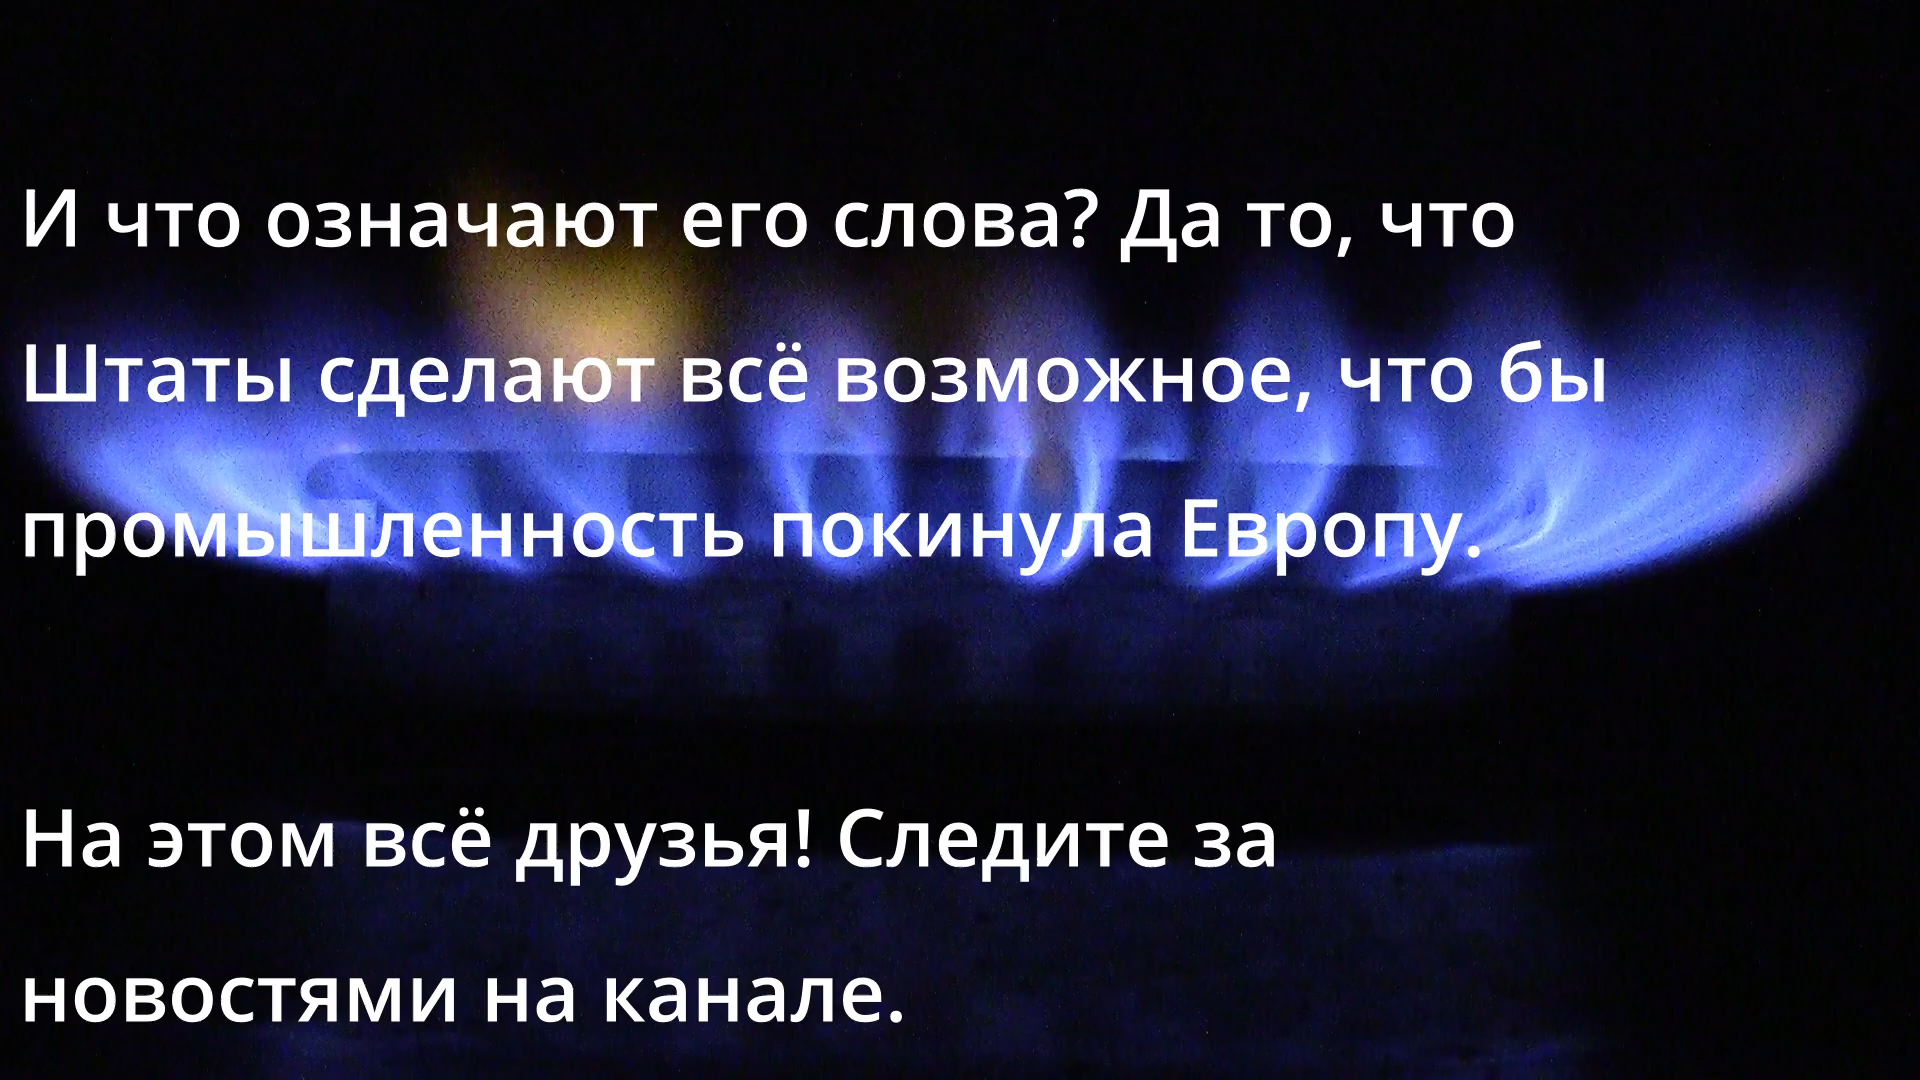 И что означают его слова? Да то, что
Штаты сделают всё возможное, что бы
промышленность покинула Европу.
На этом всё друзья! Следите за
новостями на канале.